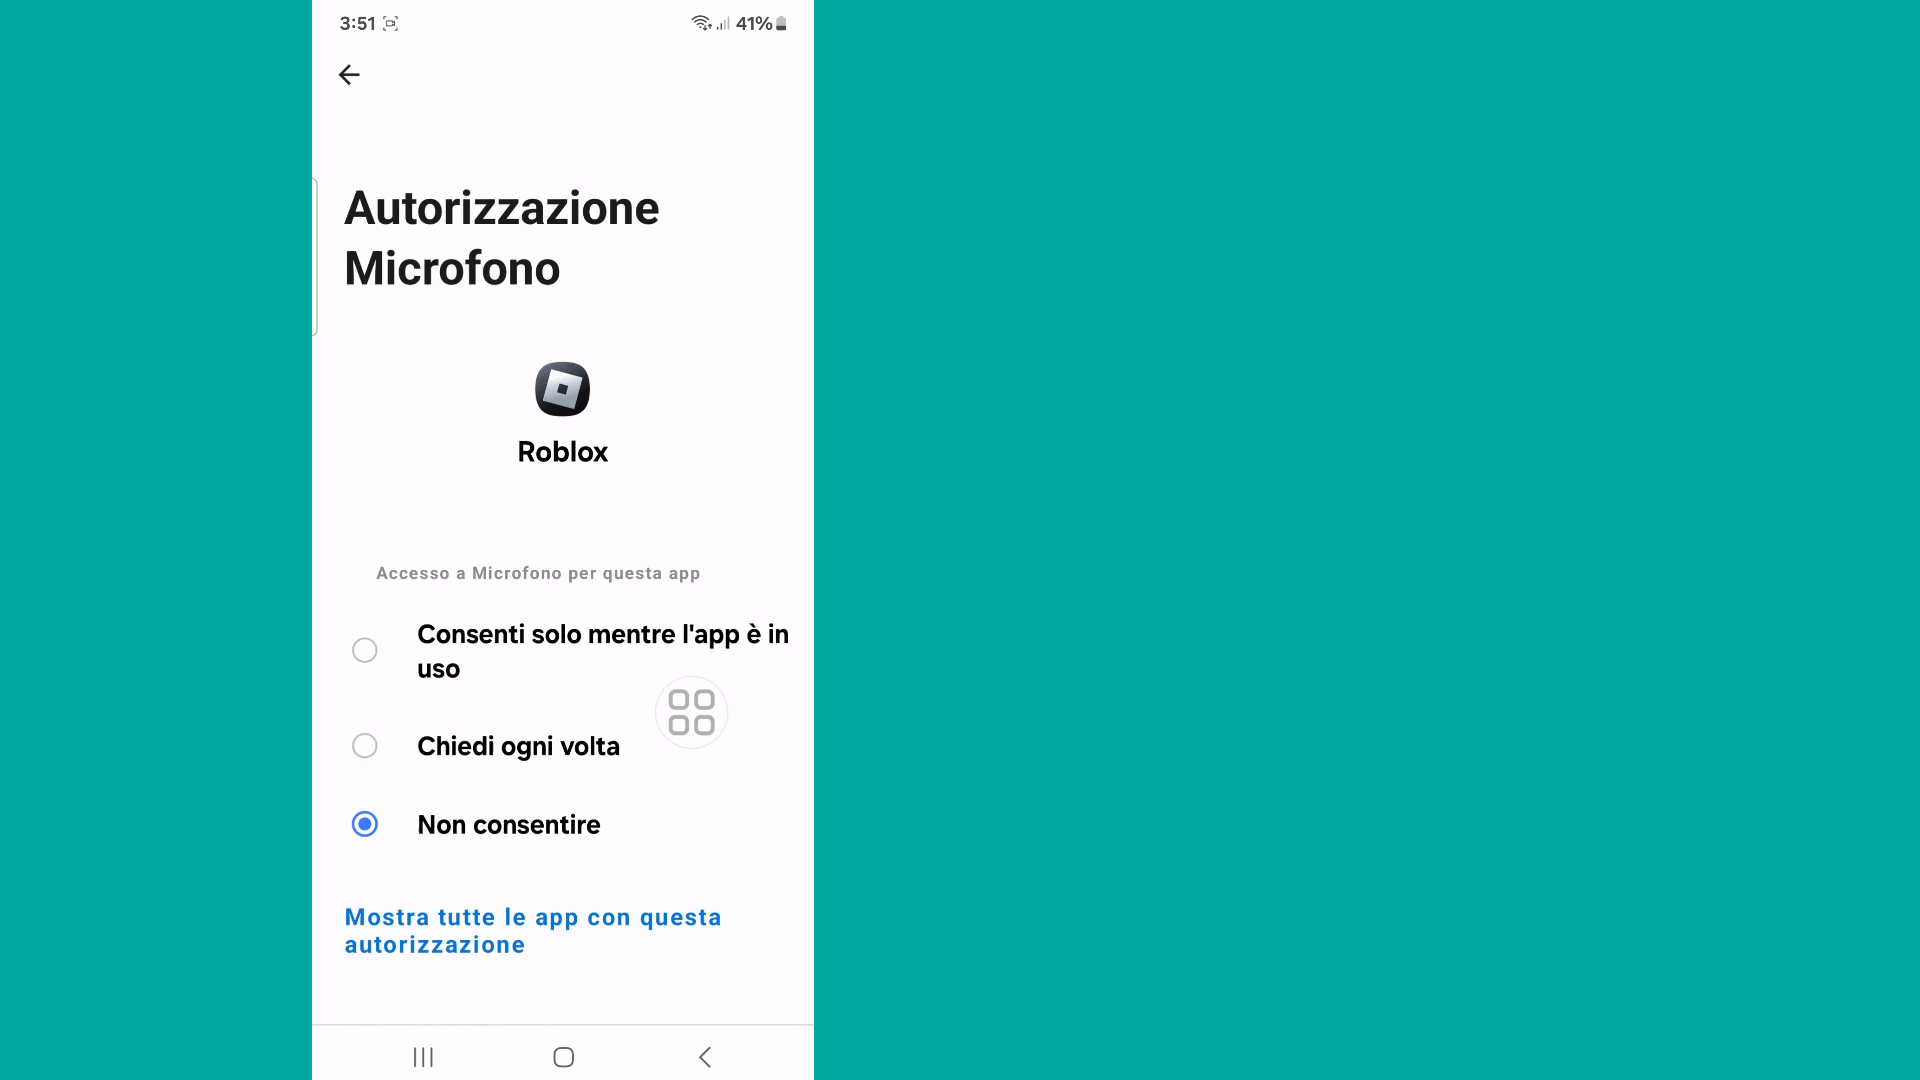 3:51
41%
Autorizzazione
Microfono
Roblox
Accesso a Microfono per questa app
Consenti solo mentre l'app è in
uso
Chiedi ogni volta
Non consentire
Mostra tutte le app con questa
autorizzazione